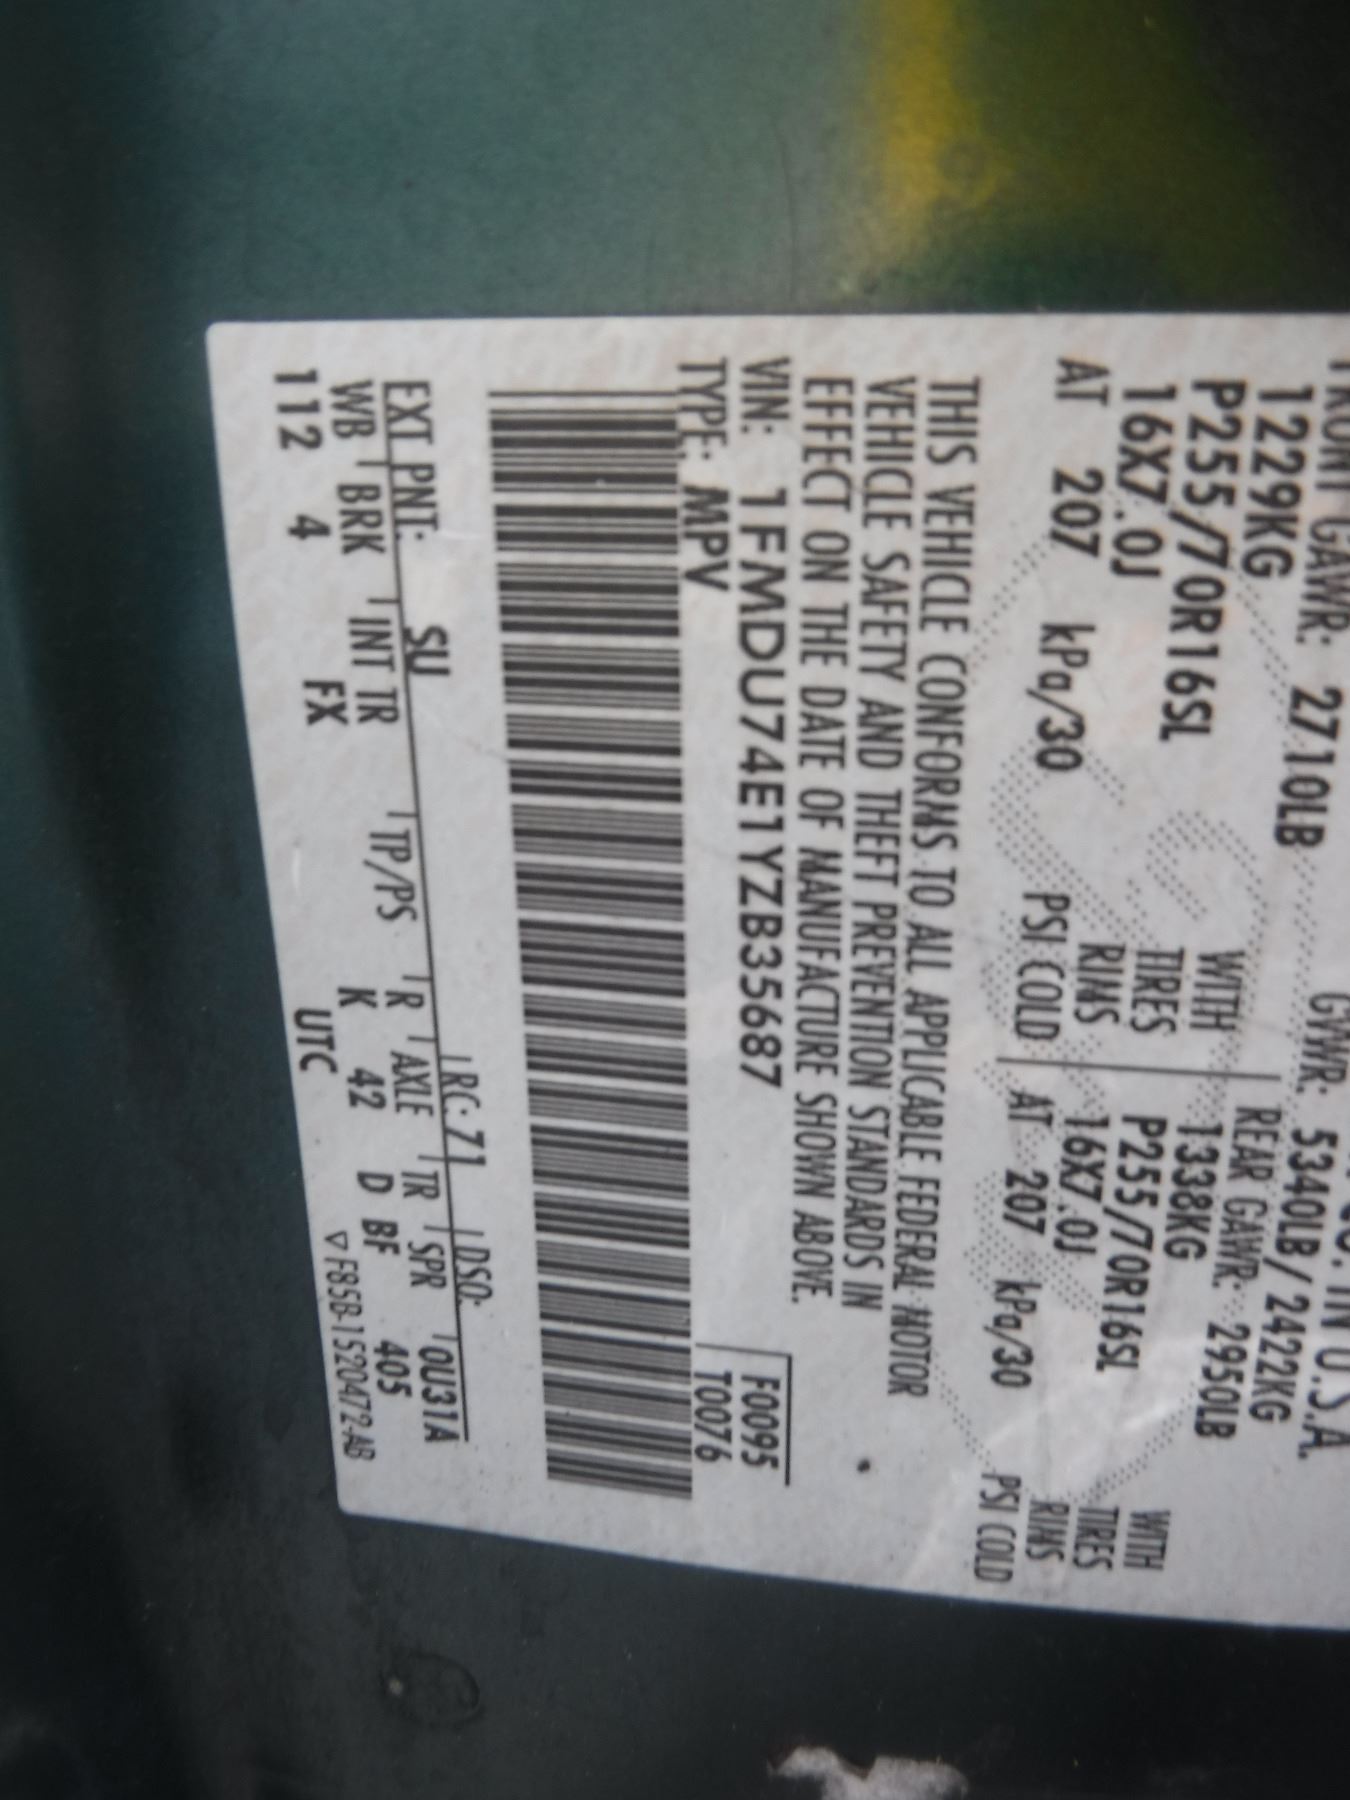 GVWR: 5340LB/2422KG
FRONT GAWR: 2710LB
REAR GAWR: 2950LB
1229KG WITH
1338KG WITH
P255/70R16SL TIRES
P255/70R16SL TIRES
16X7.0J RIMS
16X7.0J RIMS
AT 207 kPa/30 PSI COLD
AT 207 kPa/30 PSI COLD
THIS VEHICLE CONFORMS TO ALL APPLICABLE FEDERAL MOTOR
VEHICLE SAFETY AND THEFT PREVENTION STANDARDS IN
EFFECT ON THE DATE OF MANUFACTURE SHOWN ABOVE.
VIN: 1FMDU74E1YZB35687 F0095
TYPE: MPV T0076
EXT PNT: SU RC:71 DSO:
WB BRK INT TR TP/PS R AXLE TR SPR 0U31A
112 4 FX K 42 D BF 405
UTC ▽F85B-1520472-AB